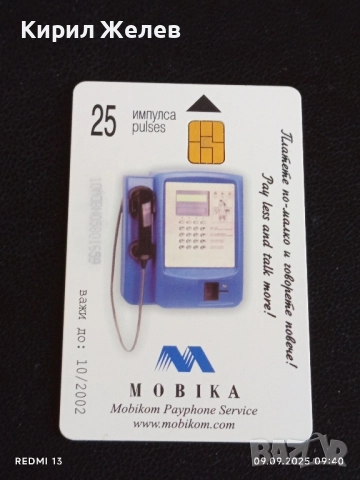 Кирил Желев
25 импулса
pulses
Платете по-малко и говорете повече!
Pay less and talk more!
важи до: 10/2002
MOBIKA
Mobikom Payphone Service
www.mobikom.com
REDMI 13
09.09.2025 09:40